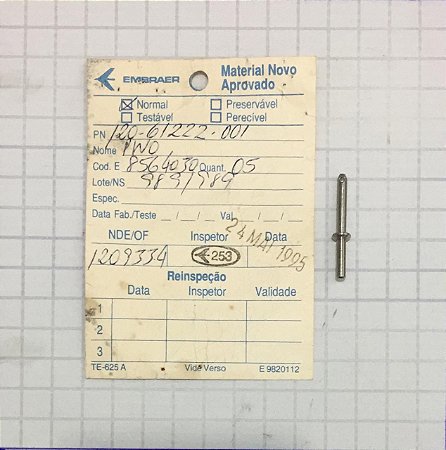 EMBRAER Material Novo Aprovado
☒ Normal ☐ Preservável
☐ Testável ☐ Perecível
PN 120-61222-001
Nome PINO
Cod. E 8564030 Quant. 05
Lote/NS 989/989
Espec.
Data Fab./Teste _/_/_ Val. _/_/_
24 MAI 1995
NDE/OF Inspetor Data
1209334 253
Reinspeção
Data Inspetor Validade
1
2
3
TE-625 A Vide Verso E 9820112